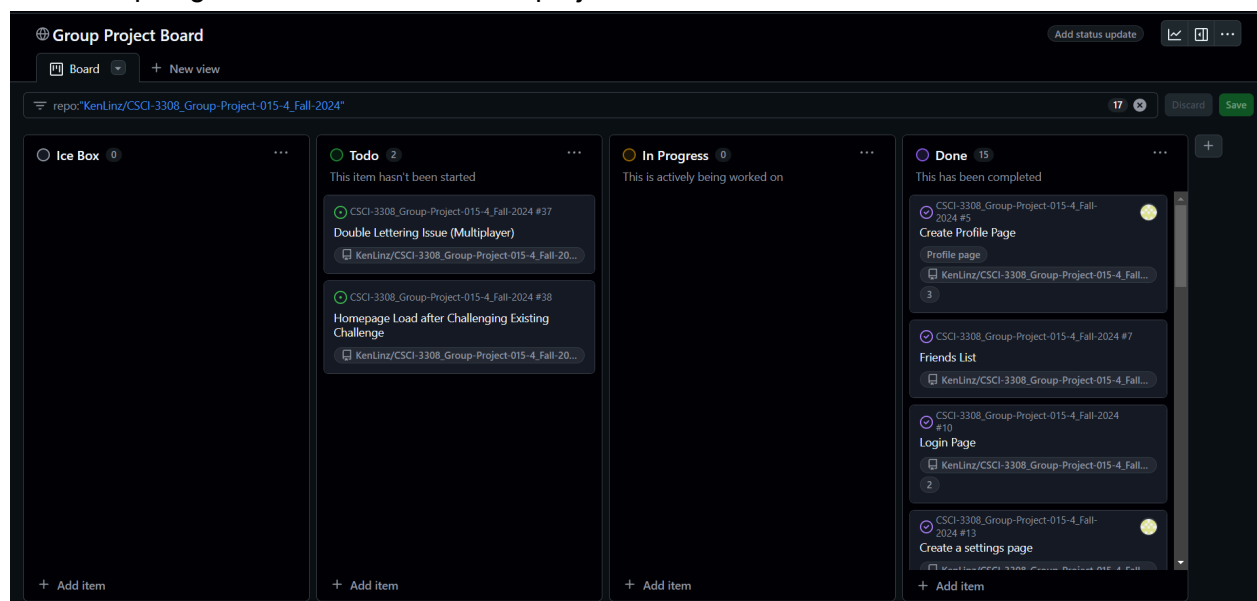 Group Project Board
Add status update
Board
+ New view
repo:"KenLinz/CSCI-3308_Group-Project-015-4_Fall-2024"
17
Discard
Save
Ice Box 0
+ Add item
Todo 2
This item hasn't been started
CSCI-3308_Group-Project-015-4_Fall-2024 #37
Double Lettering Issue (Multiplayer)
KenLinz/CSCI-3308_Group-Project-015-4_Fall-20...
CSCI-3308_Group-Project-015-4_Fall-2024 #38
Homepage Load after Challenging Existing
Challenge
KenLinz/CSCI-3308_Group-Project-015-4_Fall-20...
+ Add item
In Progress 0
This is actively being worked on
+ Add item
Done 15
This has been completed
CSCI-3308_Group-Project-015-4_Fall-
2024 #5
Create Profile Page
Profile page
KenLinz/CSCI-3308_Group-Project-015-4_Fall...
3
CSCI-3308_Group-Project-015-4_Fall-2024 #7
Friends List
KenLinz/CSCI-3308_Group-Project-015-4_Fall...
CSCI-3308_Group-Project-015-4_Fall-2024
#10
Login Page
KenLinz/CSCI-3308_Group-Project-015-4_Fall...
2
CSCI-3308_Group-Project-015-4_Fall-
2024 #13
Create a settings page
+ Add item